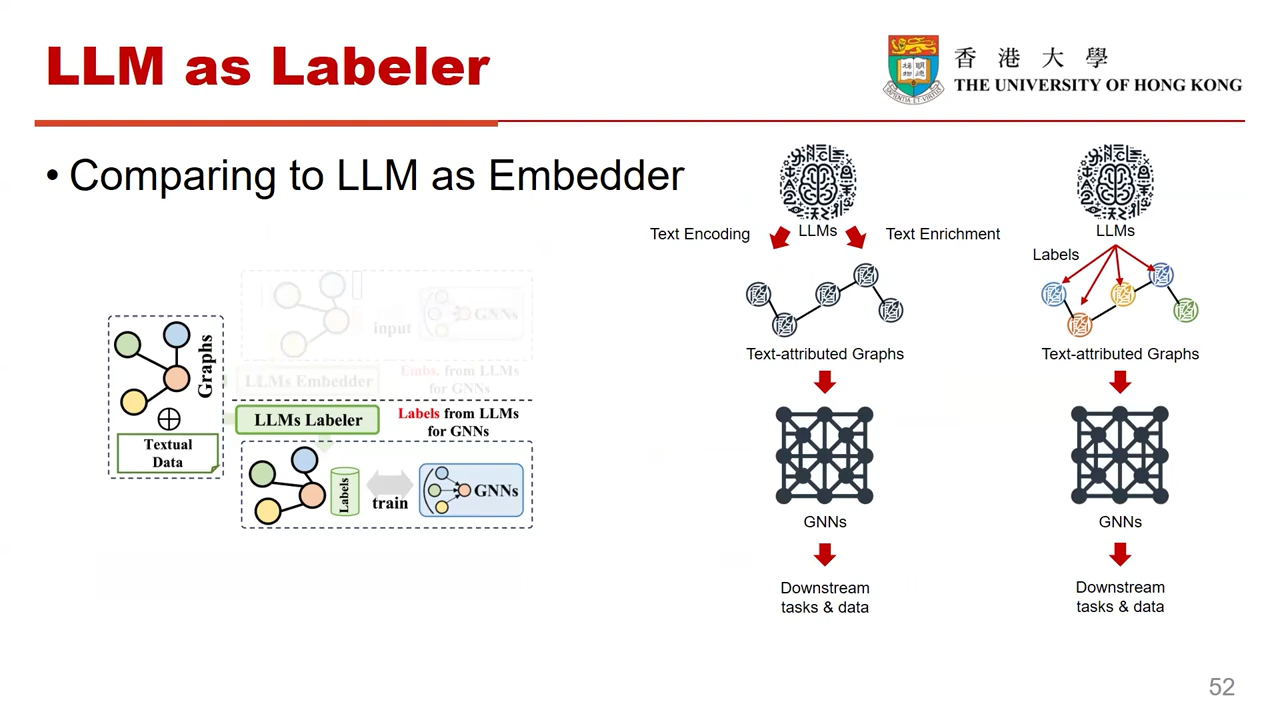 LLM as Labeler
香港大學
THE UNIVERSITY OF HONG KONG
• Comparing to LLM as Embedder
Graphs
Textual
Data
input
GNNs
LLMs Embedder
Embs. from LLMs
for GNNs
LLMs Labeler
Labels from LLMs
for GNNs
Labels
train
GNNs
LLMs
Text Encoding
Text Enrichment
Text-attributed Graphs
GNNs
Downstream
tasks & data
LLMs
Labels
Text-attributed Graphs
GNNs
Downstream
tasks & data
52